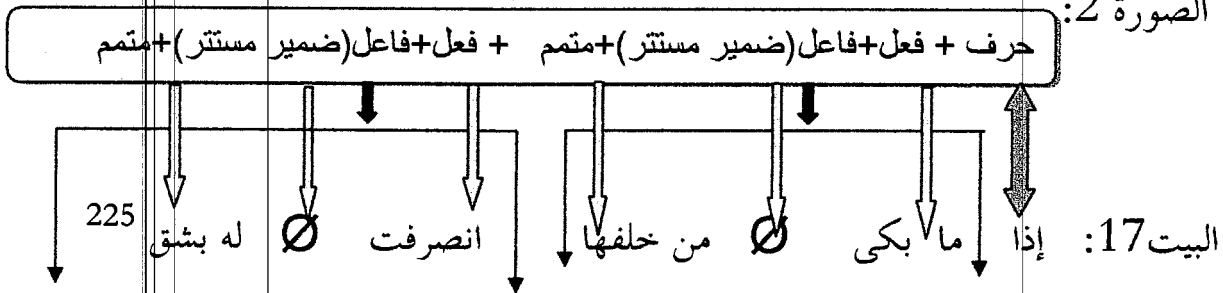 الصورة 2:
حرف + فعل+فاعل(ضمير مستتر)+متمم + فعل+فاعل(ضمير مستتر)+متمم
البيت17: إذا ما بكى Ø من خلفها انصرفت Ø له بشق 225